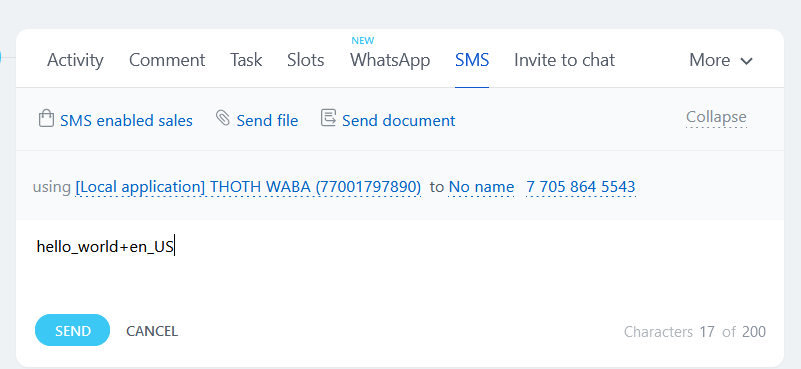 NEW
Activity Comment Task Slots WhatsApp SMS Invite to chat More
SMS enabled sales Send file Send document Collapse
using [Local application] THOTH WABA (77001797890) to No name 7 705 864 5543
hello_world+en_US
SEND CANCEL Characters 17 of 200